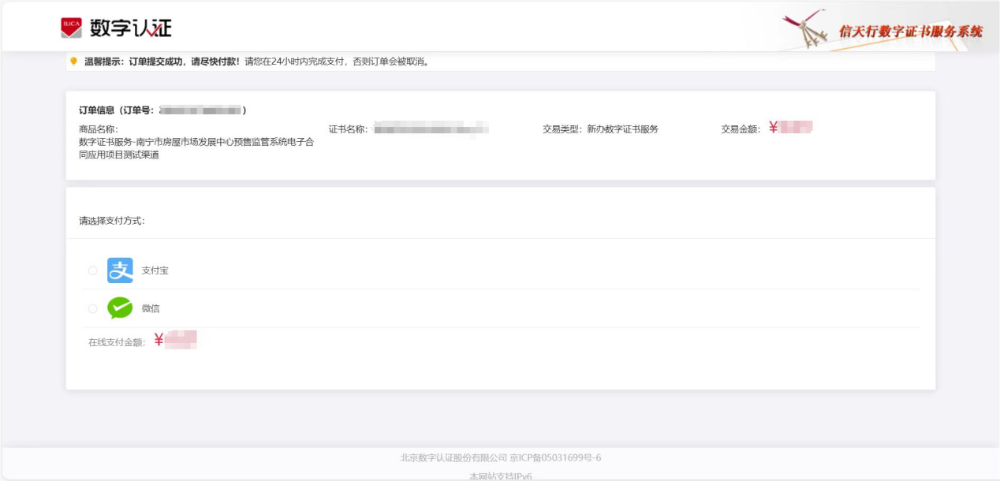 BJCA 数字认证
信天行数字证书服务系统
温馨提示：订单提交成功，请尽快付款！请您在24小时内完成支付，否则订单会被取消。
订单信息（订单号：）
商品名称：
数字证书服务-南宁市房屋市场发展中心预售监管系统电子合
同应用项目测试渠道
证书名称：
交易类型：新办数字证书服务
交易金额：¥
请选择支付方式：
支 支付宝
微信
在线支付金额：¥
北京数字认证股份有限公司 京ICP备05031699号-6
本网站支持IPv6